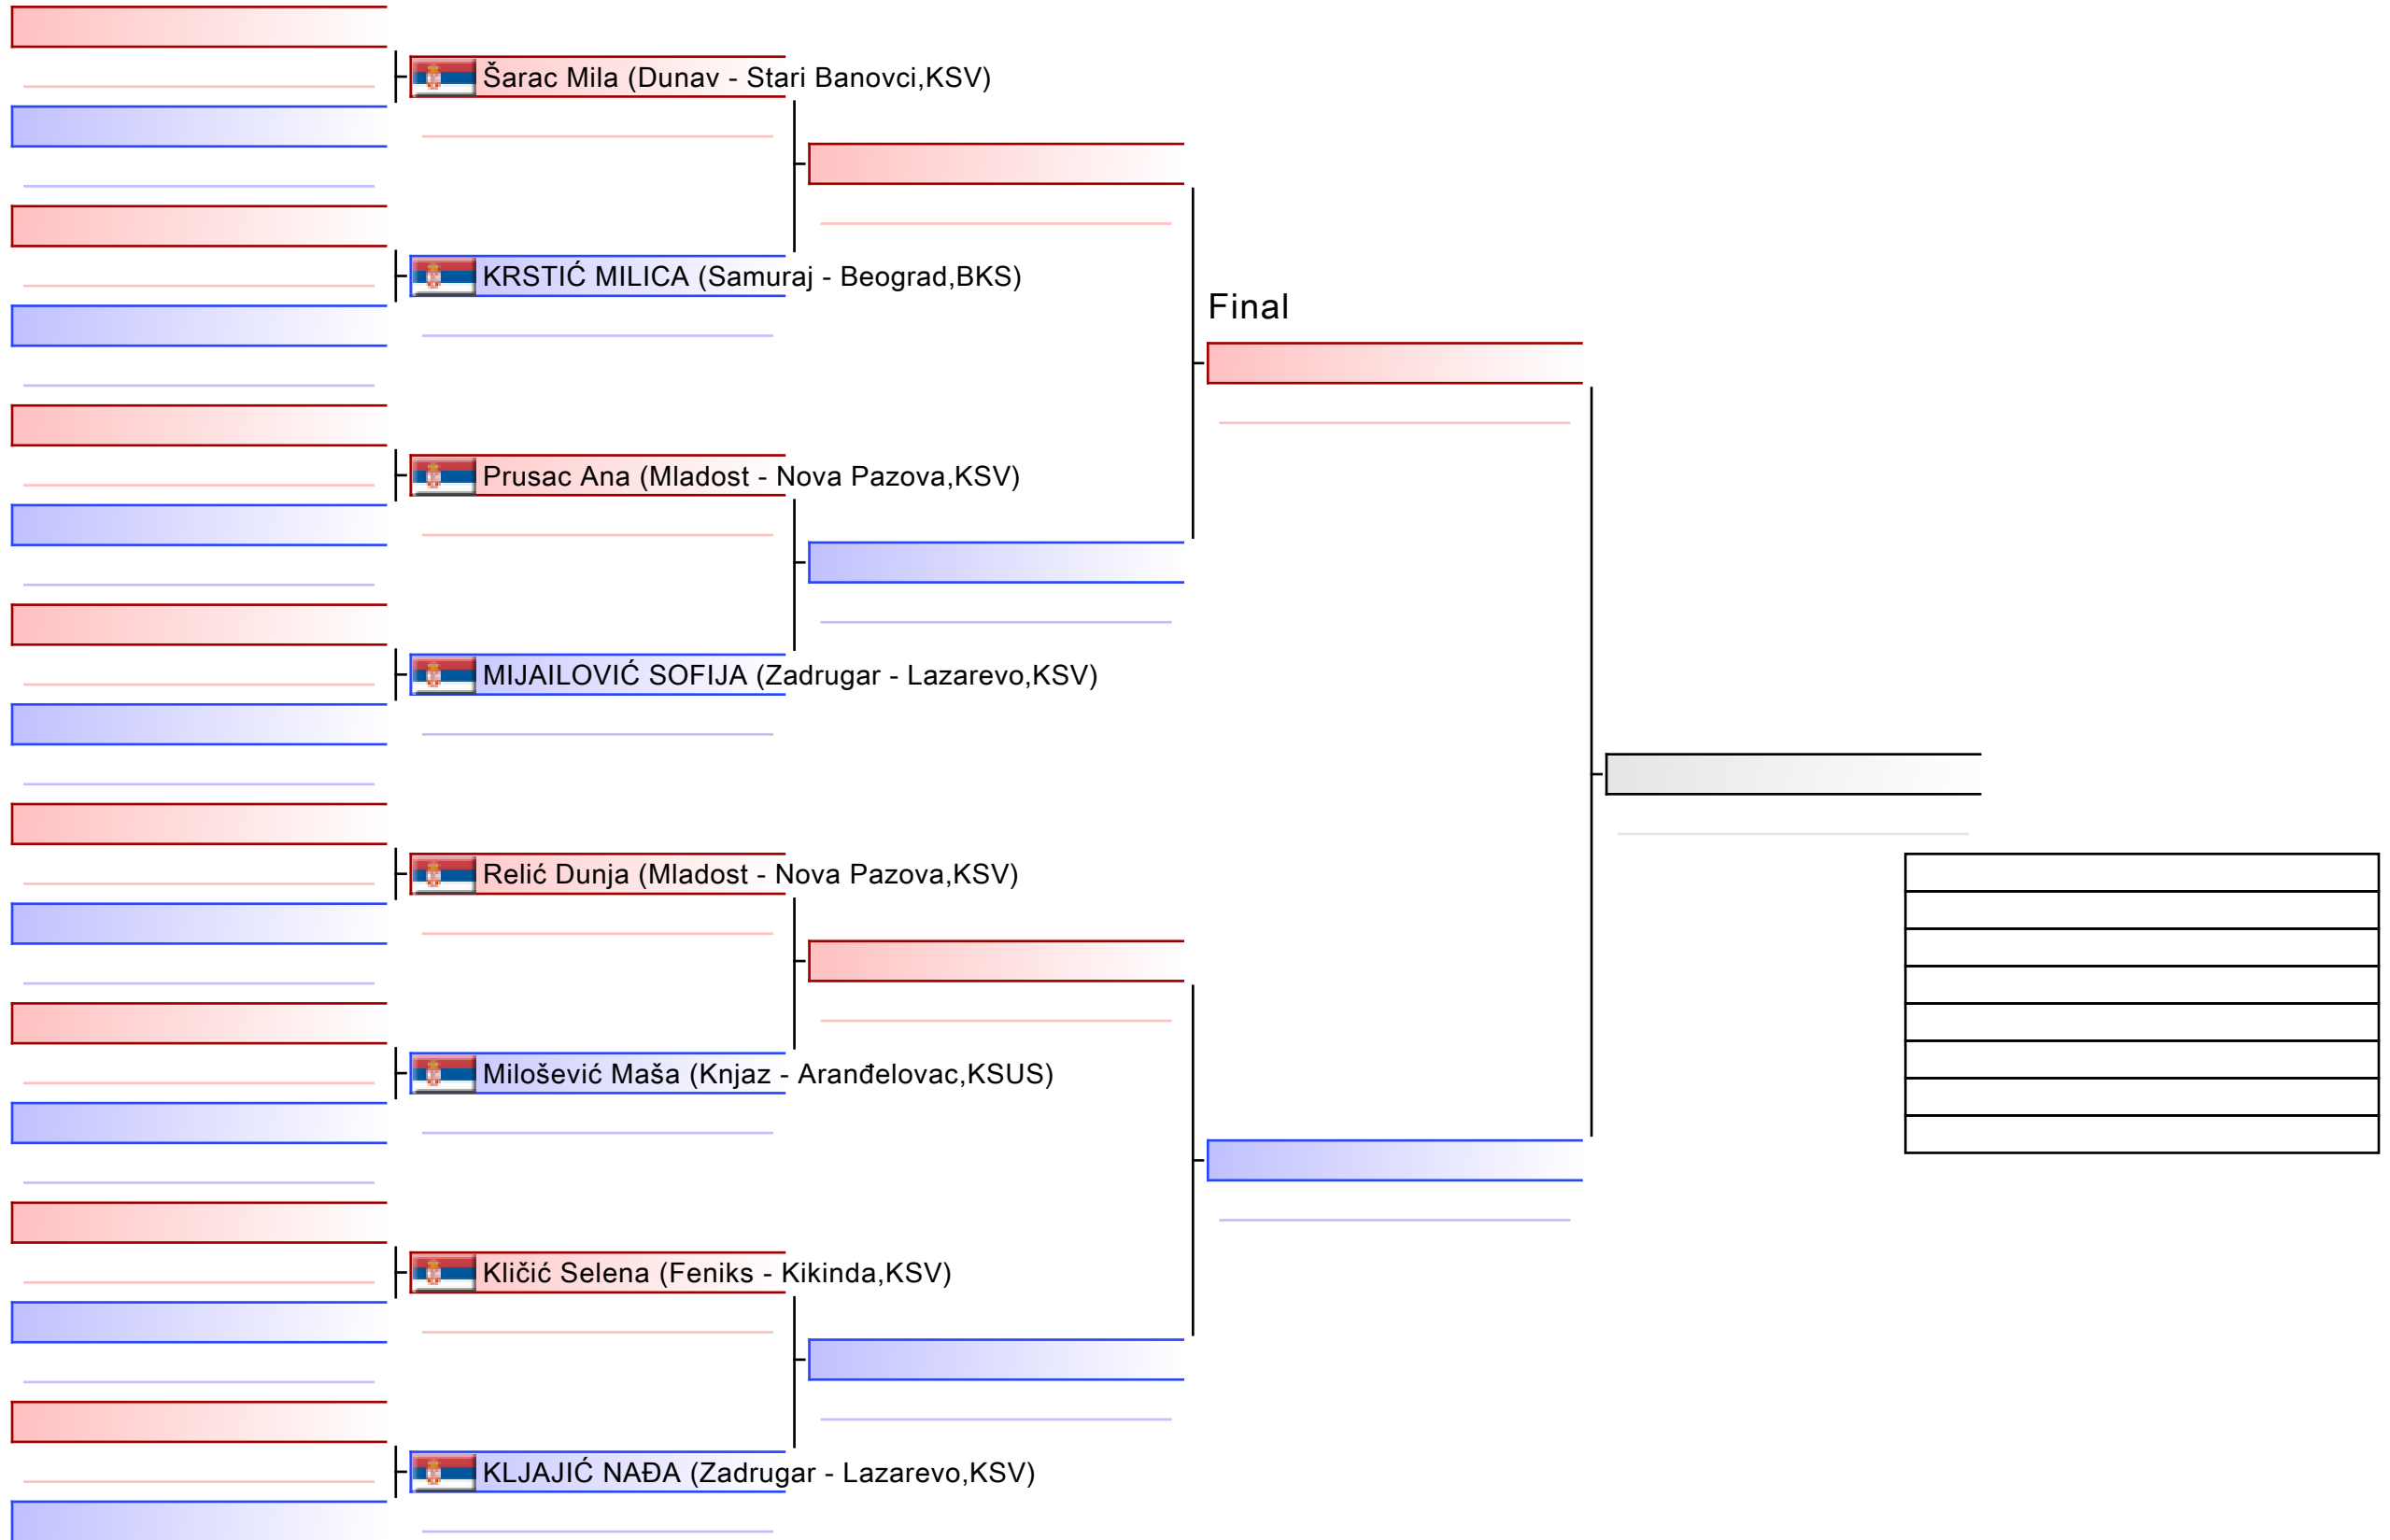 Šarac Mila (Dunav - Stari Banovci,KSV)
KRSTIĆ MILICA (Samuraj - Beograd,BKS)
Final
Prusac Ana (Mladost - Nova Pazova,KSV)
MIJAILOVIĆ SOFIJA (Zadrugar - Lazarevo,KSV)
Relić Dunja (Mladost - Nova Pazova,KSV)
Milošević Maša (Knjaz - Aranđelovac,KSUS)
Kličić Selena (Feniks - Kikinda,KSV)
KLJAJIĆ NAĐA (Zadrugar - Lazarevo,KSV)